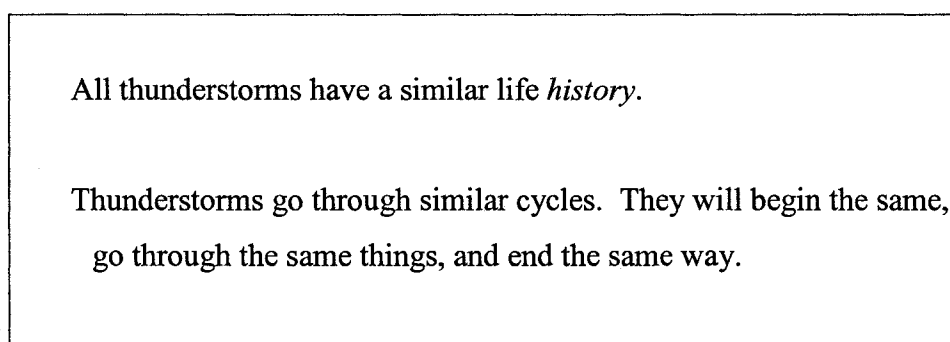 All thunderstorms have a similar life history.
Thunderstorms go through similar cycles.  They will begin the same,
go through the same things, and end the same way.